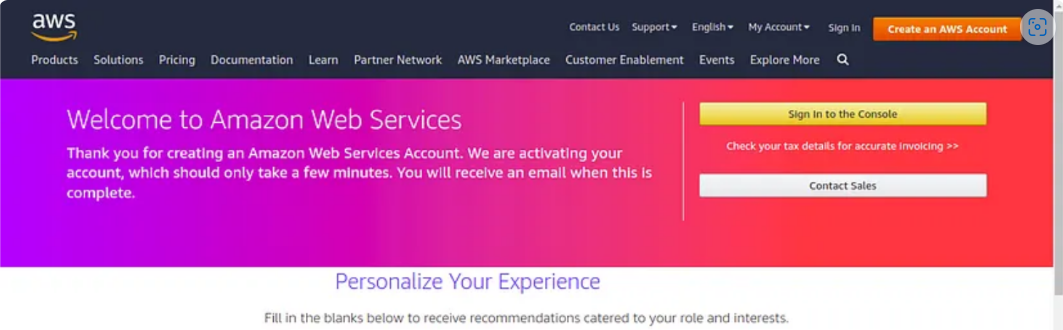 aws
Contact Us Support English My Account Sign In Create an AWS Account
Products Solutions Pricing Documentation Learn Partner Network AWS Marketplace Customer Enablement Events Explore More
Welcome to Amazon Web Services
Thank you for creating an Amazon Web Services Account. We are activating your
account, which should only take a few minutes. You will receive an email when this is
complete.
Sign In to the Console
Check your tax details for accurate invoicing >>
Contact Sales
Personalize Your Experience
Fill in the blanks below to receive recommendations catered to your role and interests.